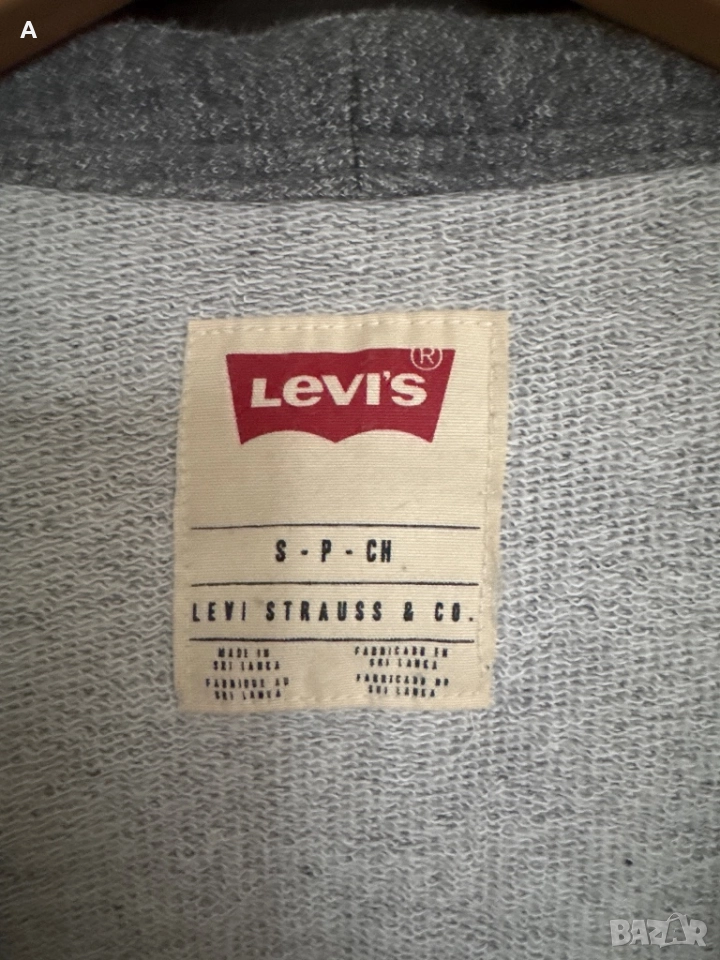 A
LEVI'S ®
S - P - CH
LEVI STRAUSS & CO.
MADE IN
SRI LANKA
FABRICADO EN
SRI LANKA
FABRIQUE AU
SRI LANKA
FABRICADO NO
SRI LANKA
BAZAR